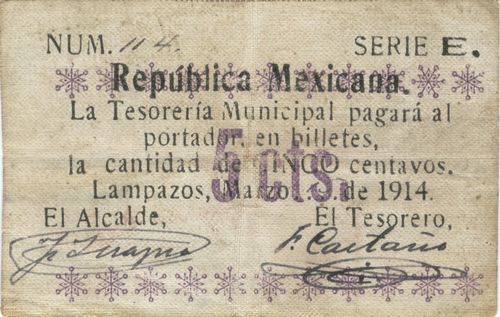 NUM. 114. SERIE E.
República Mexicana.
La Tesorería Municipal pagará al
portador, en billetes,
la cantidad de CINCO centavos.
5 cts.
Lampazos, Marzo de 1914.
El Alcalde, El Tesorero,
F. Caetano